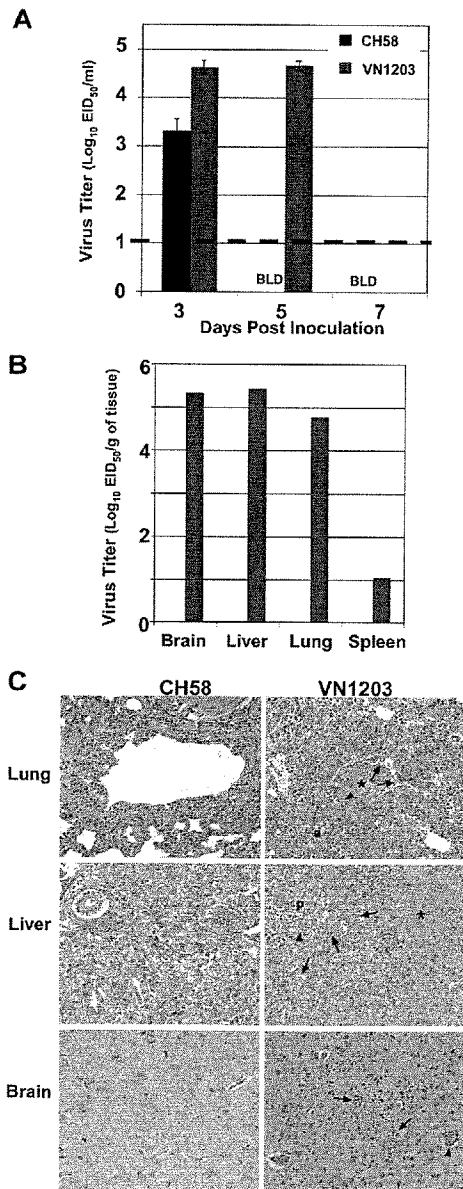 A
Virus Titer (Log10 EID50/ml)
5
4
3
2
1
0
CH58
VN1203
BLD
BLD
3
5
7
Days Post Inoculation
B
Virus Titer (Log10 EID50/g of tissue)
6
4
2
0
Brain
Liver
Lung
Spleen
C
CH58
VN1203
Lung
a
Liver
p
Brain